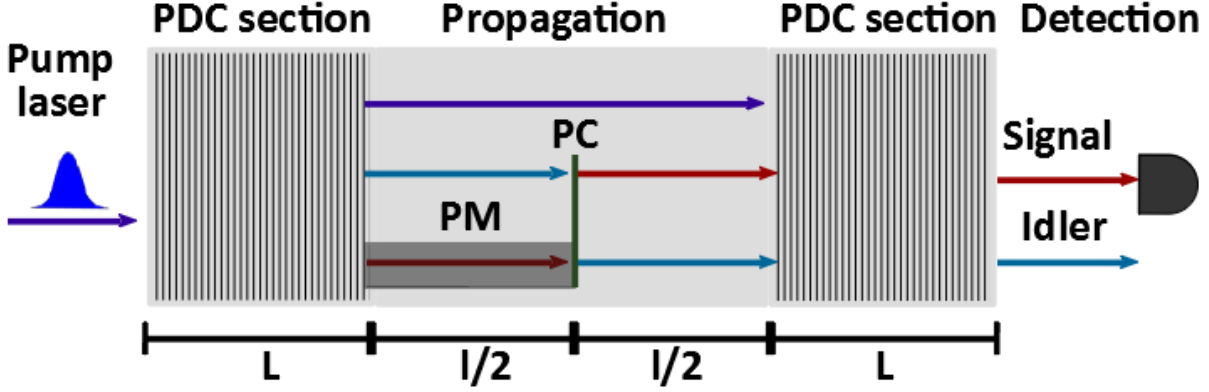 PDC section
Propagation
PDC section
Detection
Pump
laser
PC
PM
Signal
Idler
L
l/2
l/2
L